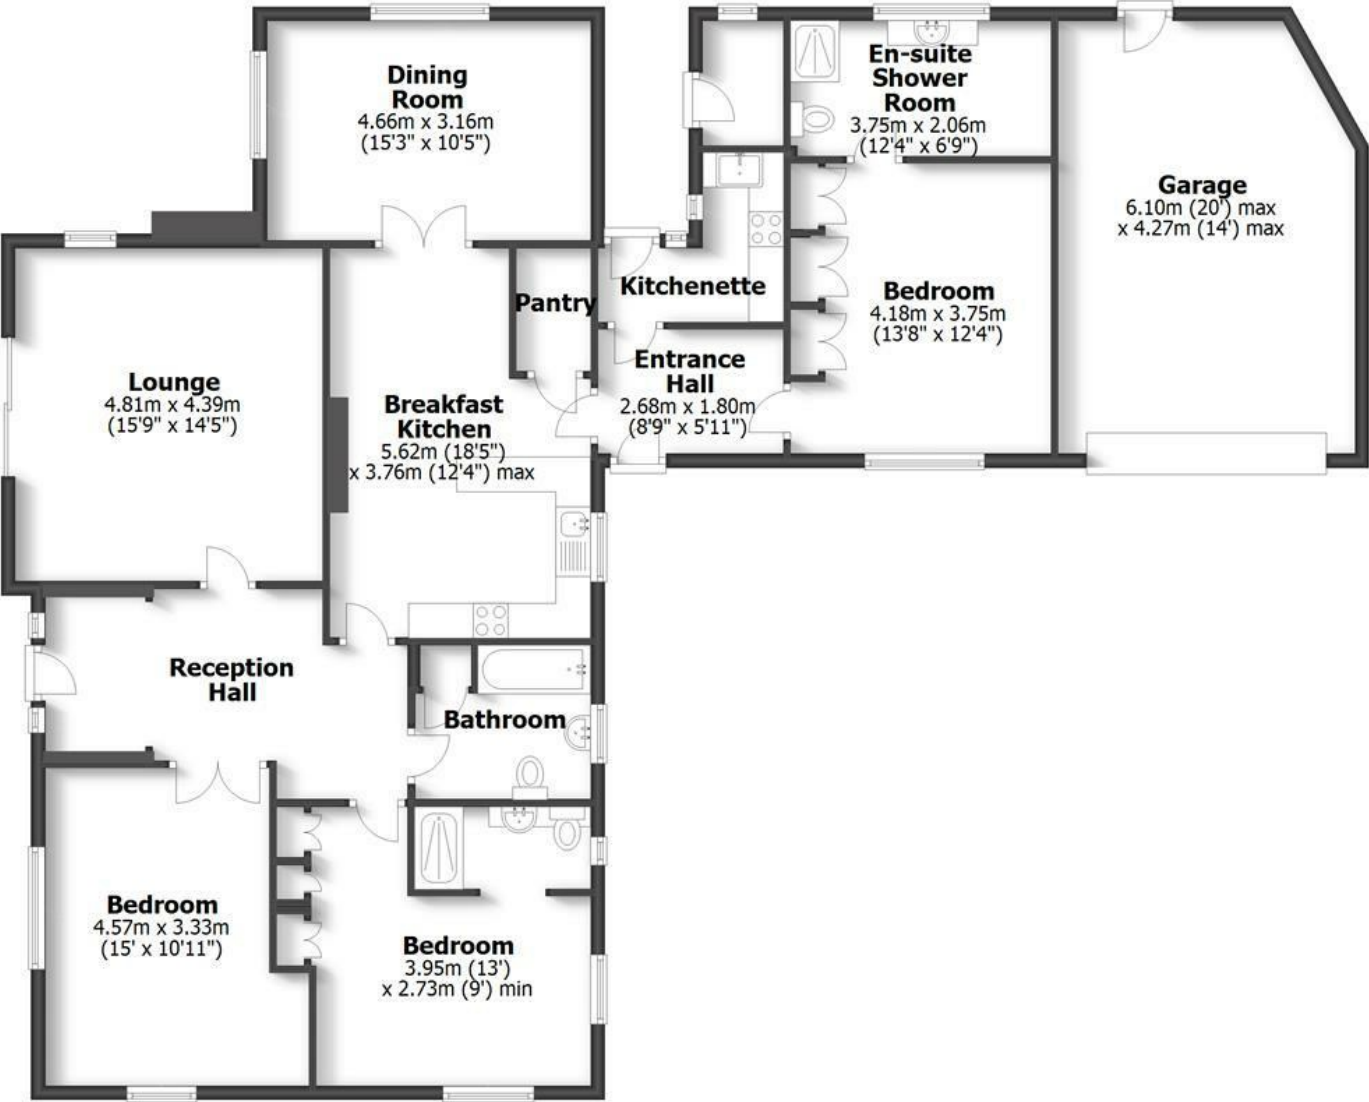 Dining
Room
4.66m x 3.16m
(15'3" x 10'5")
En-suite
Shower
Room
3.75m x 2.06m
(12'4" x 6'9")
Garage
6.10m (20') max
x 4.27m (14') max
Kitchenette
Pantry
Bedroom
4.18m x 3.75m
(13'8" x 12'4")
Lounge
4.81m x 4.39m
(15'9" x 14'5")
Breakfast
Kitchen
5.62m (18'5")
x 3.76m (12'4") max
Entrance
Hall
2.68m x 1.80m
(8'9" x 5'11")
Reception
Hall
Bathroom
Bedroom
4.57m x 3.33m
(15' x 10'11")
Bedroom
3.95m (13')
x 2.73m (9') min